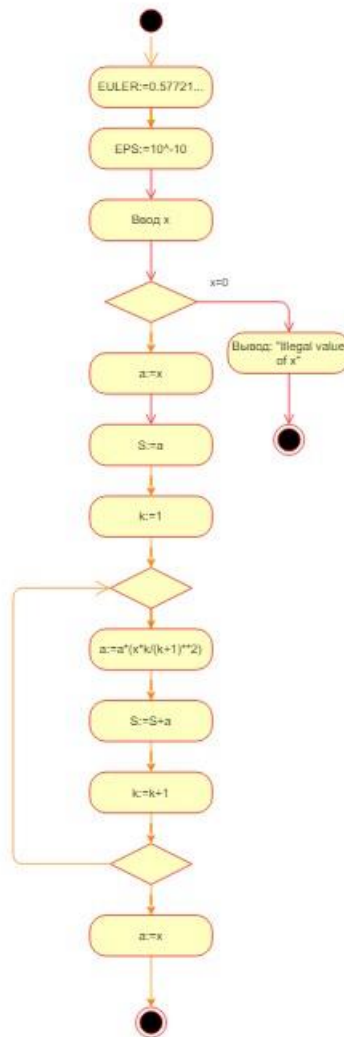 EULER:=0.57721...
EPS:=10^-10
Ввод x
x=0
Вывод: "Illegal value
of x"
a:=x
S:=a
k:=1
a:=a*(x*k/(k+1)**2)
S:=S+a
k:=k+1
a:=x